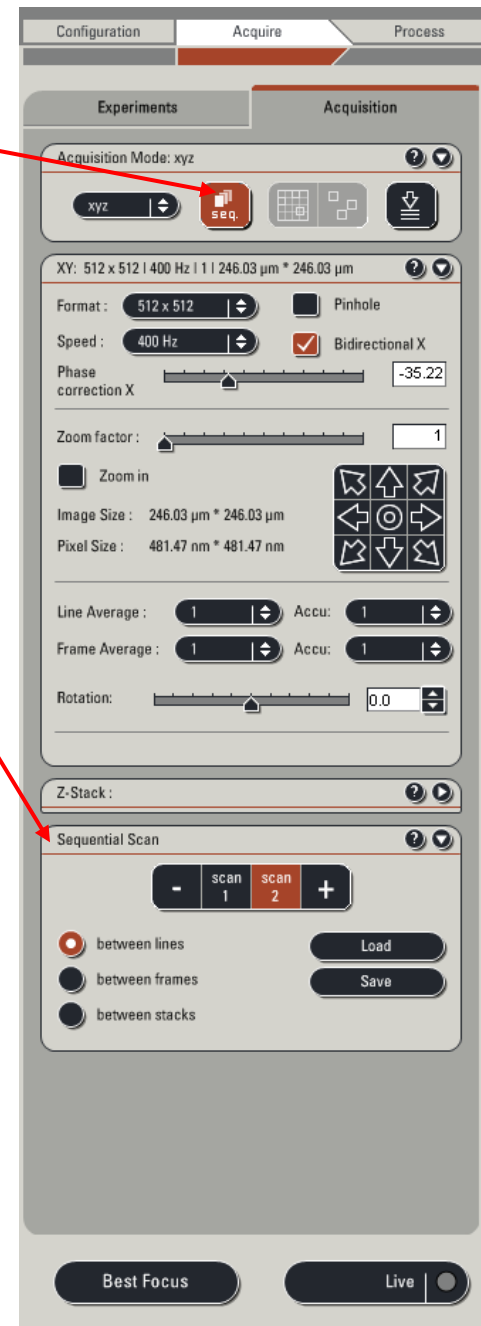 Configuration Acquire Process
Experiments Acquisition
Acquisition Mode: xyz ?
xyz seq.
XY: 512 x 512 | 400 Hz | 1 | 246.03 µm * 246.03 µm ?
Format : 512 x 512 Pinhole
Speed : 400 Hz Bidirectional X
Phase
correction X -35.22
Zoom factor : 1
Zoom in
Image Size : 246.03 µm * 246.03 µm
Pixel Size : 481.47 nm * 481.47 nm
Line Average : 1 Accu: 1
Frame Average : 1 Accu: 1
Rotation: 0.0
Z-Stack : ?
Sequential Scan ?
- scan 1 scan 2 +
between lines Load
between frames Save
between stacks
Best Focus Live